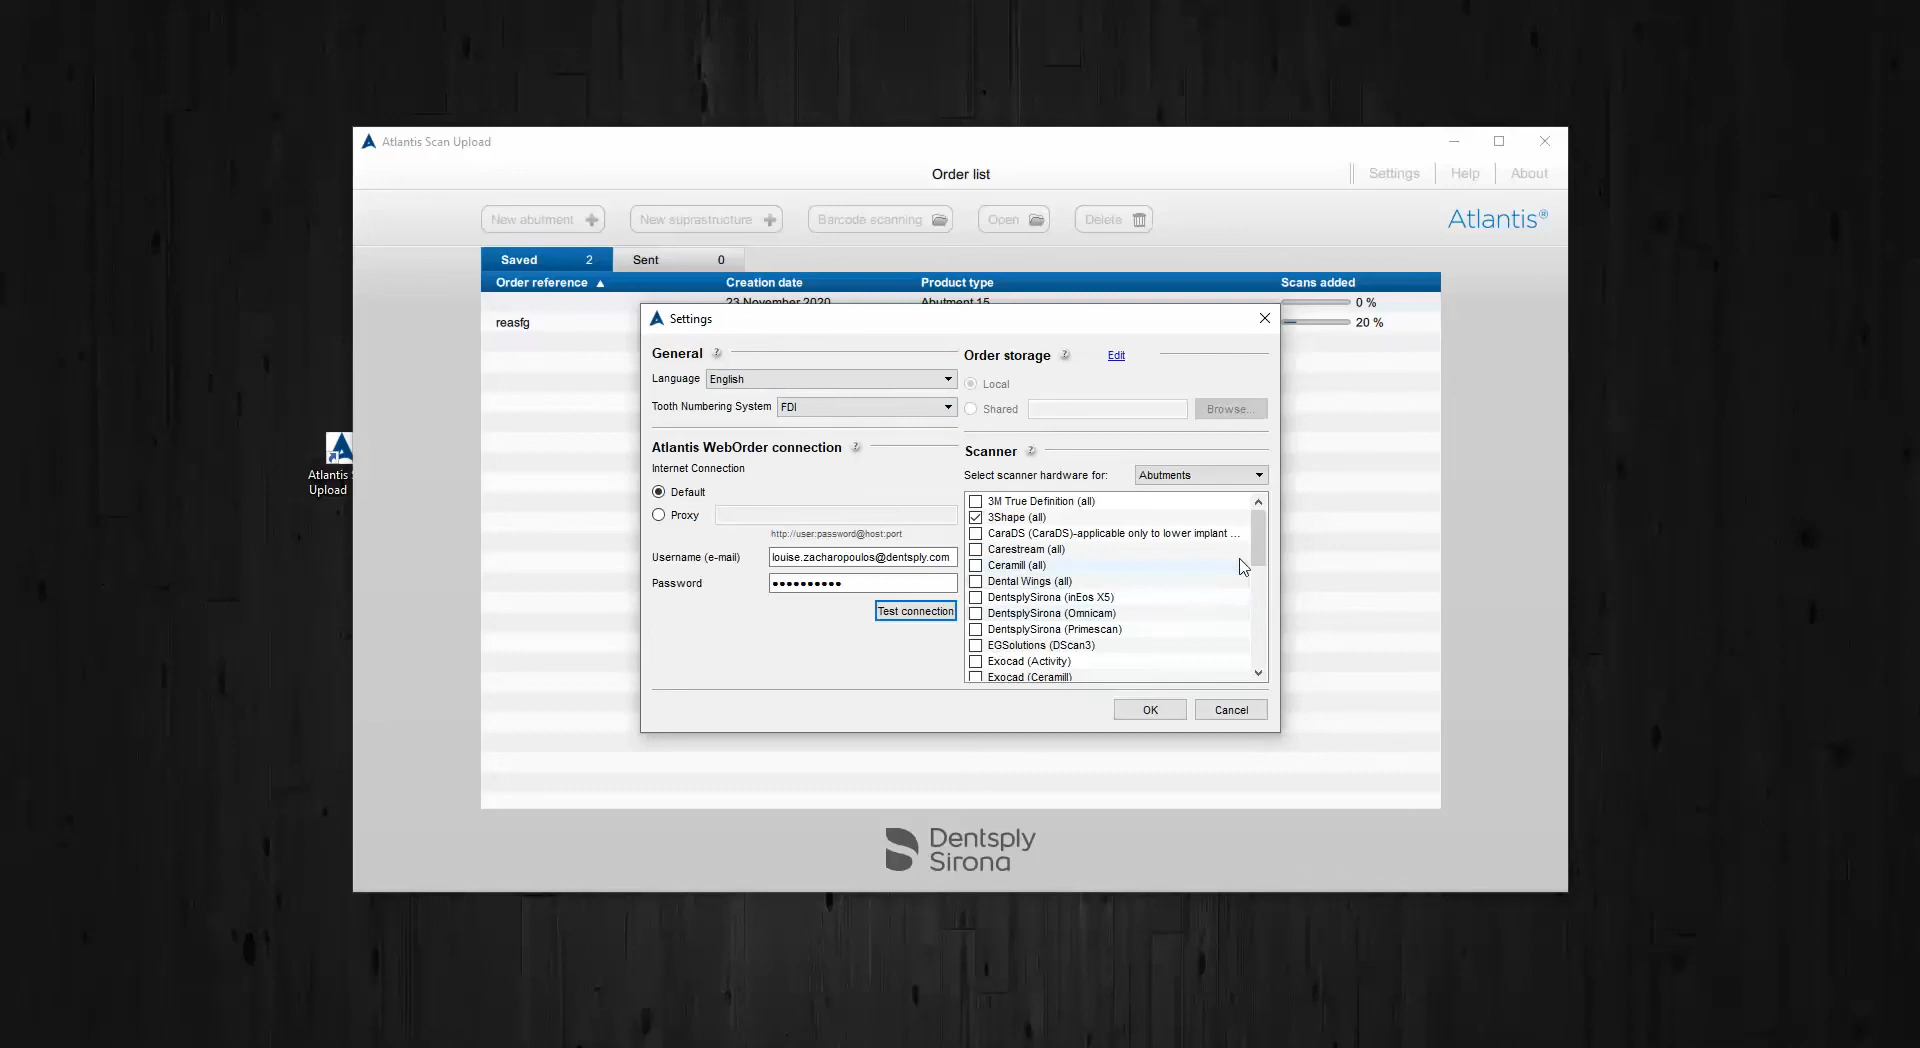 Atlantis Scan Upload
Order list
Settings
Help
About
New abutment
New suprastructure
Barcode scanning
Open
Delete
Atlantis®
Saved 2
Sent 0
Order reference Creation date Product type Scans added
23 November 2020 Abutment 15 0 %
reasfg 20 %
Atlantis
Upload
Settings
General
Language English
Tooth Numbering System FDI
Order storage Edit
Local
Shared Browse...
Atlantis WebOrder connection
Internet Connection
Default
Proxy
http://user:password@host:port
Username (e-mail) louise.zacharopoulos@dentsply.com
Password ●●●●●●●●●●
Test connection
Scanner
Select scanner hardware for: Abutments
3M True Definition (all)
3Shape (all)
CaraDS (CaraDS)-applicable only to lower implant ...
Carestream (all)
Ceramill (all)
Dental Wings (all)
DentsplySirona (inEos X5)
DentsplySirona (Omnicam)
DentsplySirona (Primescan)
EGSolutions (DScan3)
Exocad (Activity)
Exocad (Ceramill)
OK
Cancel
Dentsply
Sirona